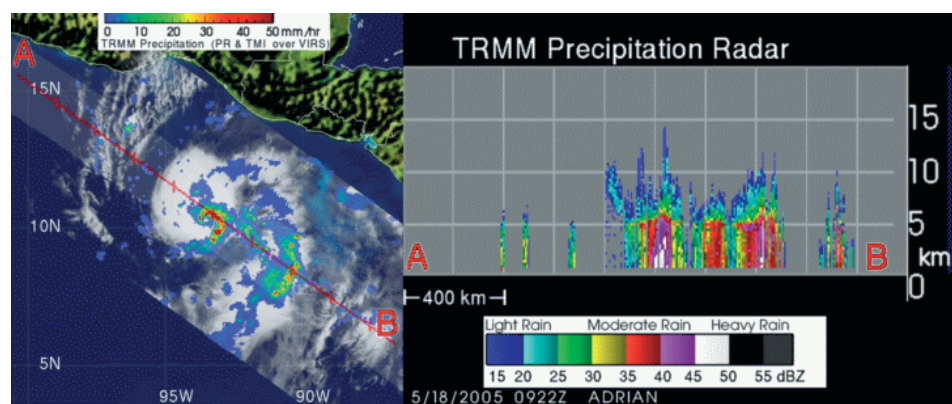 0 10 20 30 40 50 mm/hr
TRMM Precipitation (PR & TMI over VIRS)
A
15N
10N
5N
B
95W 90W
TRMM Precipitation Radar
15
10
5
km
0
A B
400 km
Light Rain Moderate Rain Heavy Rain
15 20 25 30 35 40 45 50 55 dBZ
5/18/2005 0922Z ADRIAN